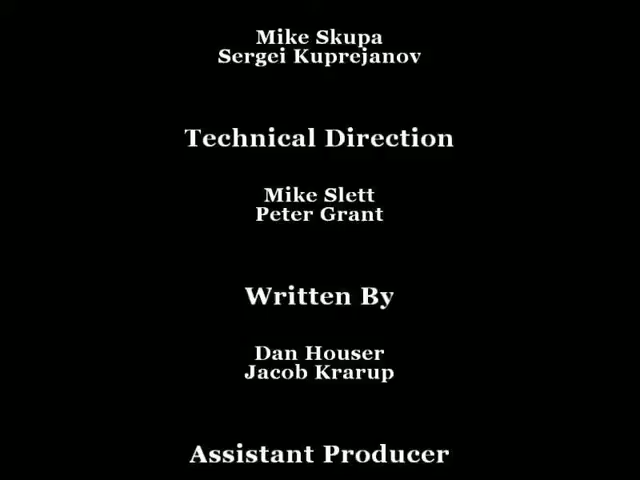 Mike Skupa
Sergei Kuprejanov
Technical Direction
Mike Slett
Peter Grant
Written By
Dan Houser
Jacob Krarup
Assistant Producer